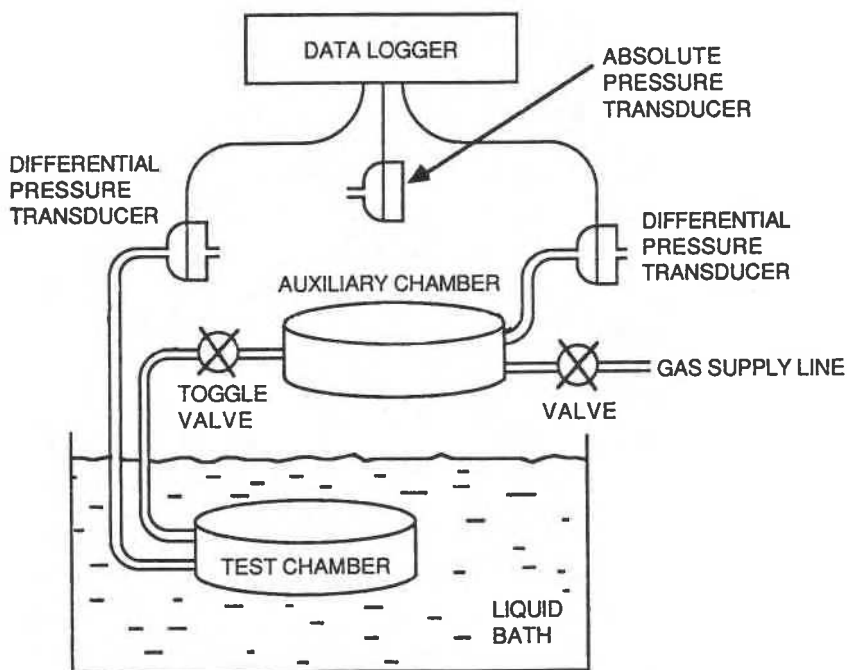 DATA LOGGER
ABSOLUTE
PRESSURE
TRANSDUCER
DIFFERENTIAL
PRESSURE
TRANSDUCER
DIFFERENTIAL
PRESSURE
TRANSDUCER
AUXILIARY CHAMBER
GAS SUPPLY LINE
TOGGLE
VALVE
VALVE
TEST CHAMBER
LIQUID
BATH